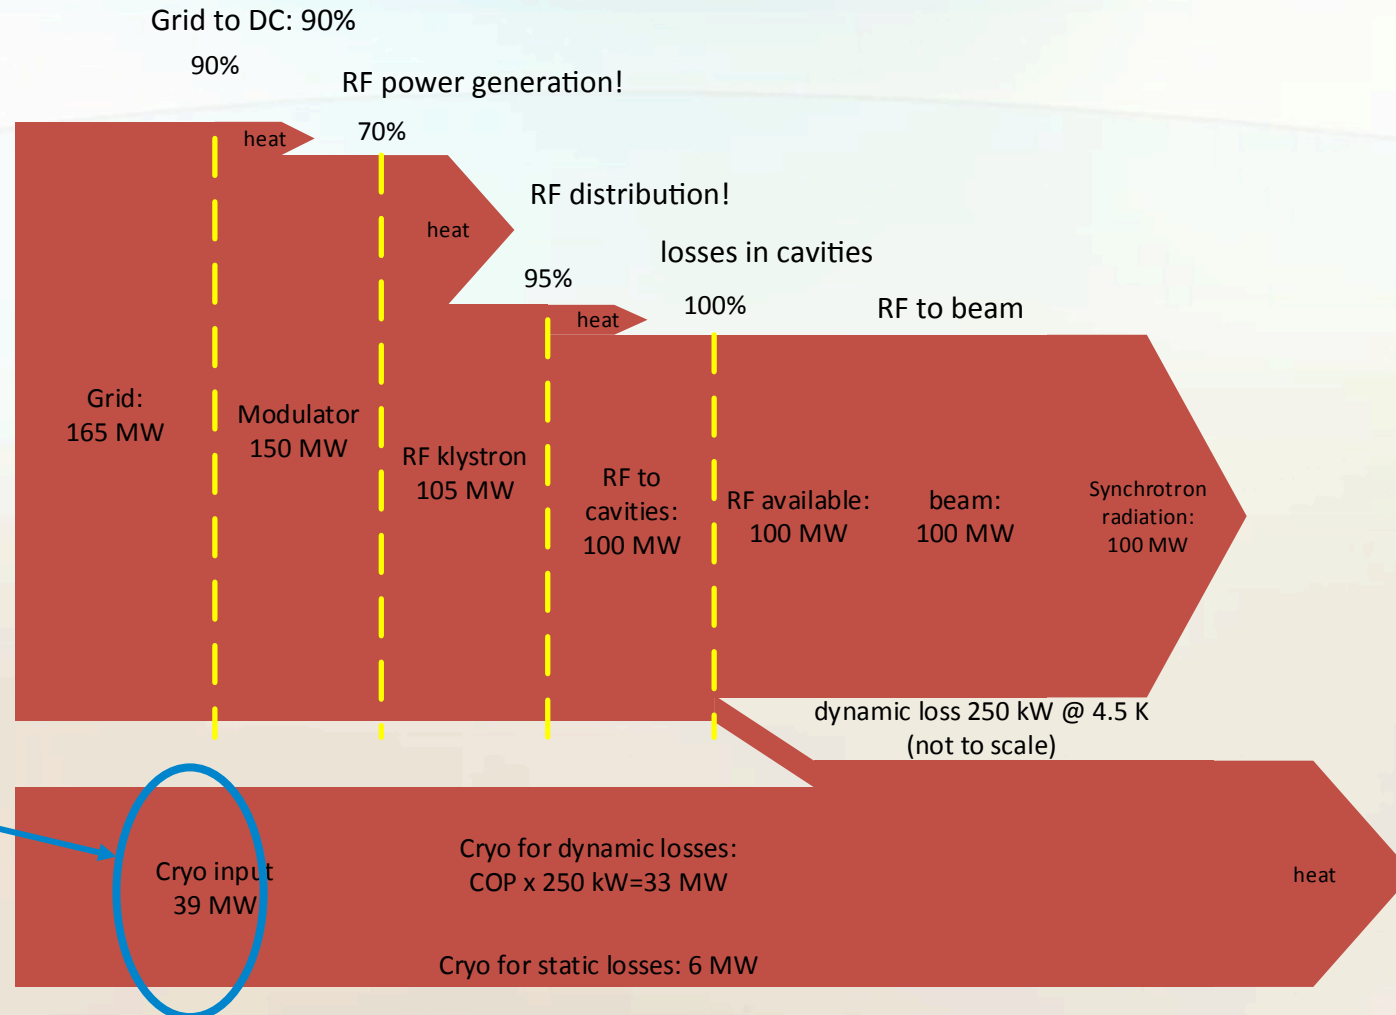 Grid to DC: 90%
90%
RF power generation!
heat
70%
RF distribution!
heat
losses in cavities
95%
100%
RF to beam
heat
Grid:
165 MW
Modulator
150 MW
RF klystron
105 MW
RF to
cavities:
100 MW
RF available:
100 MW
beam:
100 MW
Synchrotron
radiation:
100 MW
dynamic loss 250 kW @ 4.5 K
(not to scale)
Cryo input
39 MW
Cryo for dynamic losses:
COP x 250 kW=33 MW
heat
Cryo for static losses: 6 MW